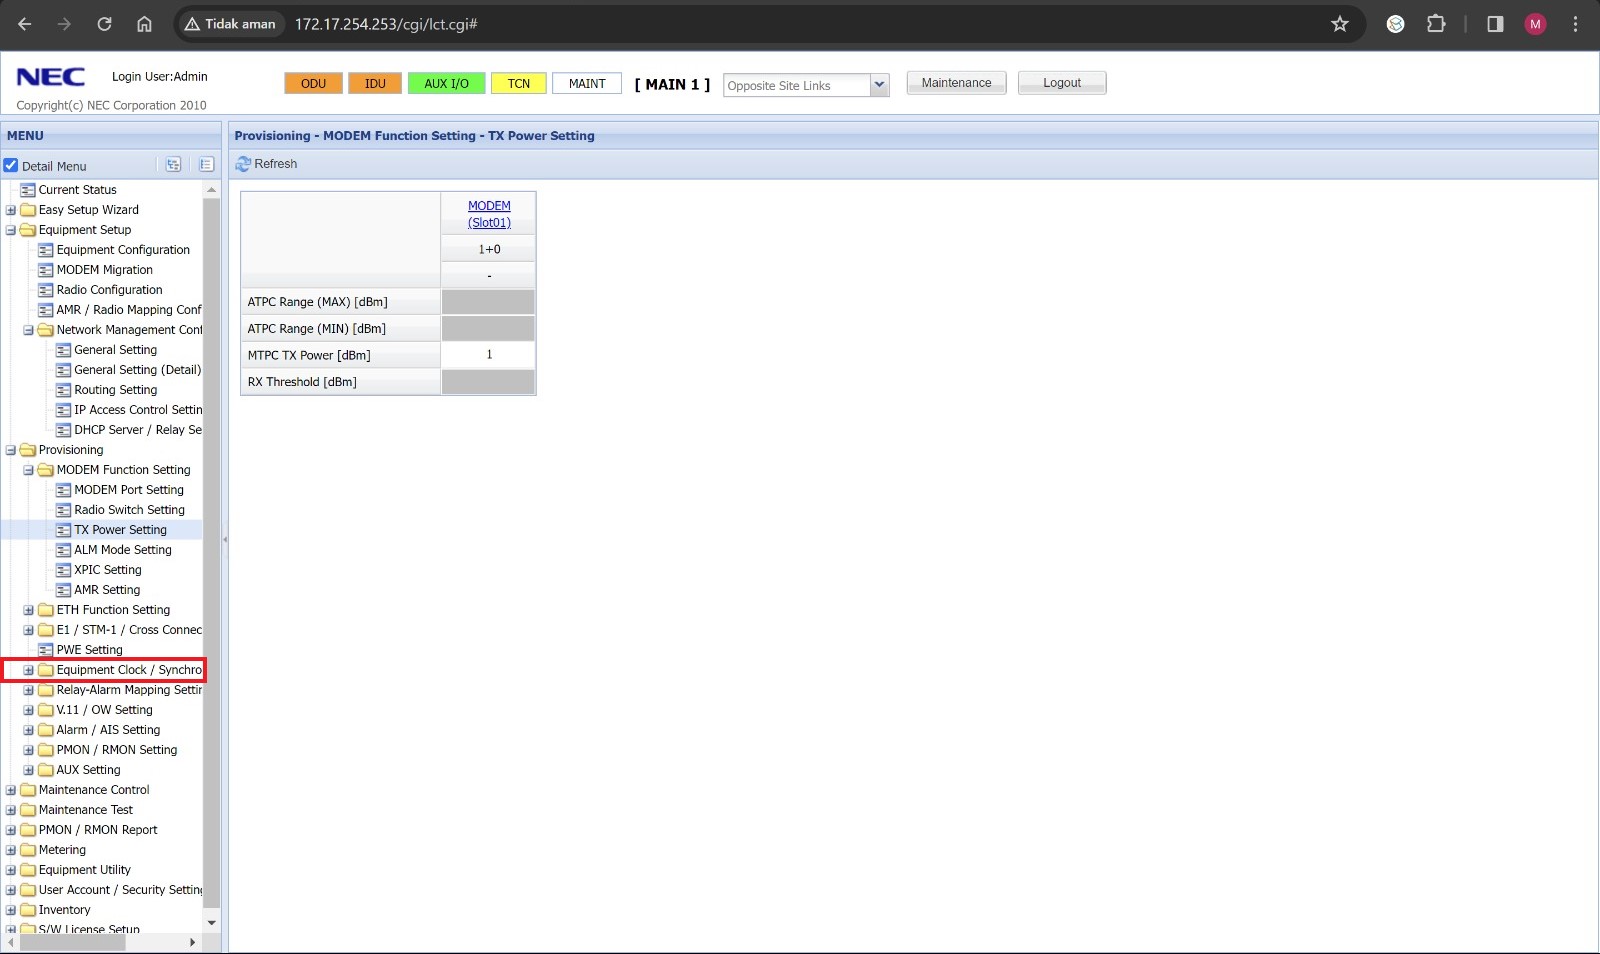 Tidak aman
172.17.254.253/cgi/lct.cgi#
M
NEC
Login User:Admin
ODU
IDU
AUX I/O
TCN
MAINT
[ MAIN 1 ]
Opposite Site Links
Maintenance
Logout
Copyright(c) NEC Corporation 2010
MENU
Detail Menu
Current Status
Easy Setup Wizard
Equipment Setup
Equipment Configuration
MODEM Migration
Radio Configuration
AMR / Radio Mapping Conf
Network Management Conf
General Setting
General Setting (Detail)
Routing Setting
IP Access Control Settin
DHCP Server / Relay Se
Provisioning
MODEM Function Setting
MODEM Port Setting
Radio Switch Setting
TX Power Setting
ALM Mode Setting
XPIC Setting
AMR Setting
ETH Function Setting
E1 / STM-1 / Cross Connec
PWE Setting
Equipment Clock / Synchro
Relay-Alarm Mapping Settin
V.11 / OW Setting
Alarm / AIS Setting
PMON / RMON Setting
AUX Setting
Maintenance Control
Maintenance Test
PMON / RMON Report
Metering
Equipment Utility
User Account / Security Setting
Inventory
S/W License Setup
Provisioning - MODEM Function Setting - TX Power Setting
Refresh
MODEM
(Slot01)
1+0
-
ATPC Range (MAX) [dBm]
ATPC Range (MIN) [dBm]
MTPC TX Power [dBm] 1
RX Threshold [dBm]